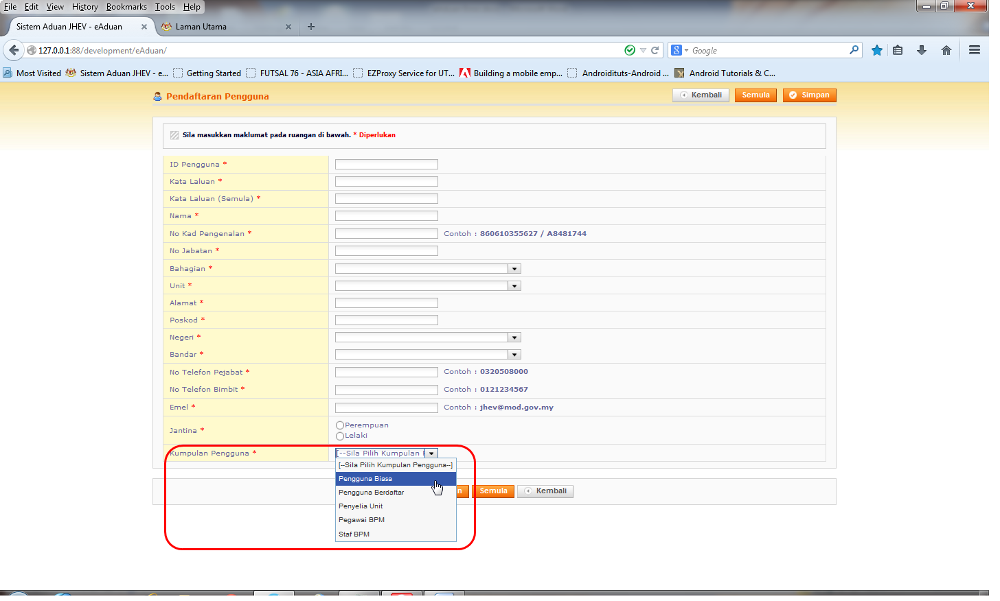 File Edit View History Bookmarks Tools Help
Sistem Aduan JHEV - eAduan
Laman Utama
127.0.0.1:88/development/eAduan/
Google
Most Visited Sistem Aduan JHEV - e... Getting Started FUTSAL 76 - ASIA AFRI... EZProxy Service for UT... Building a mobile emp... Androidituts-Android ... Android Tutorials & C...
Pendaftaran Pengguna
Kembali Semula Simpan
Sila masukkan maklumat pada ruangan di bawah. * Diperlukan
ID Pengguna *
Kata Laluan *
Kata Laluan (Semula) *
Nama *
No Kad Pengenalan * Contoh : 860610355627 / A8481744
No Jabatan *
Bahagian *
Unit *
Alamat *
Poskod *
Negeri *
Bandar *
No Telefon Pejabat * Contoh : 0320508000
No Telefon Bimbit * Contoh : 0121234567
Emel * Contoh : jhev@mod.gov.my
Jantina *
Perempuan
Lelaki
Kumpulan Pengguna * [--Sila Pilih Kumpulan
[--Sila Pilih Kumpulan Pengguna--]
Pengguna Biasa
Pengguna Berdaftar
Penyelia Unit
Pegawai BPM
Staf BPM
n Semula Kembali